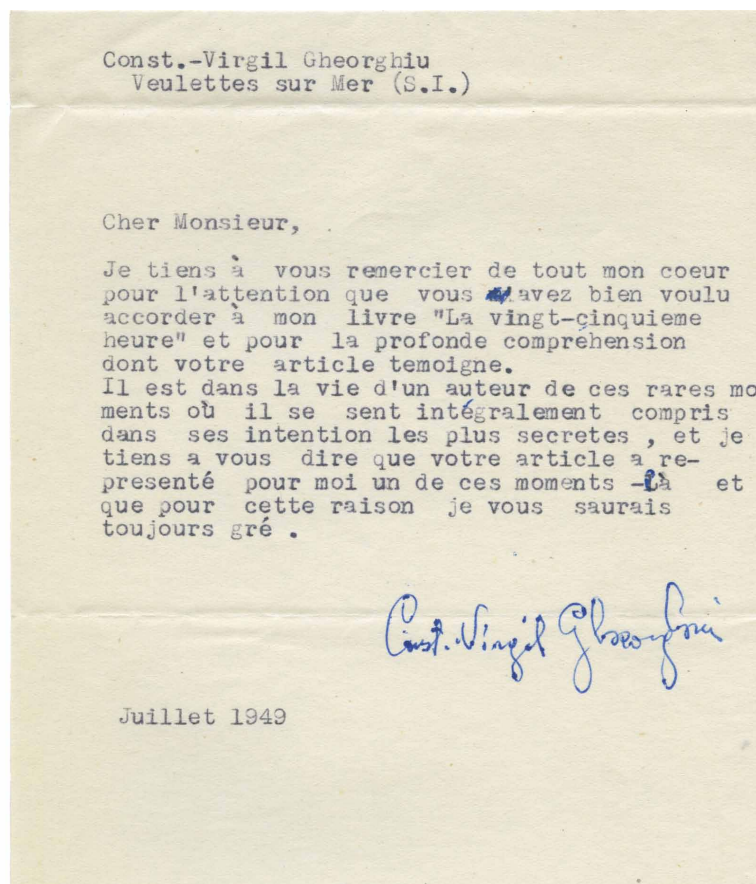 Const.-Virgil Gheorghiu
Veulettes sur Mer (S.I.)
Cher Monsieur,
Je tiens à vous remercier de tout mon coeur
pour l'attention que vous avez bien voulu
accorder à mon livre "La vingt-cinquieme
heure" et pour la profonde compréhension
dont votre article temoigne.
Il est dans la vie d'un auteur de ces rares mo
ments où il se sent intégralement compris
dans ses intention les plus secretes , et je
tiens a vous dire que votre article a re-
presenté pour moi un de ces moments -là et
que pour cette raison je vous saurais
toujours gré .
Const. Virgil Gheorghiu
Juillet 1949